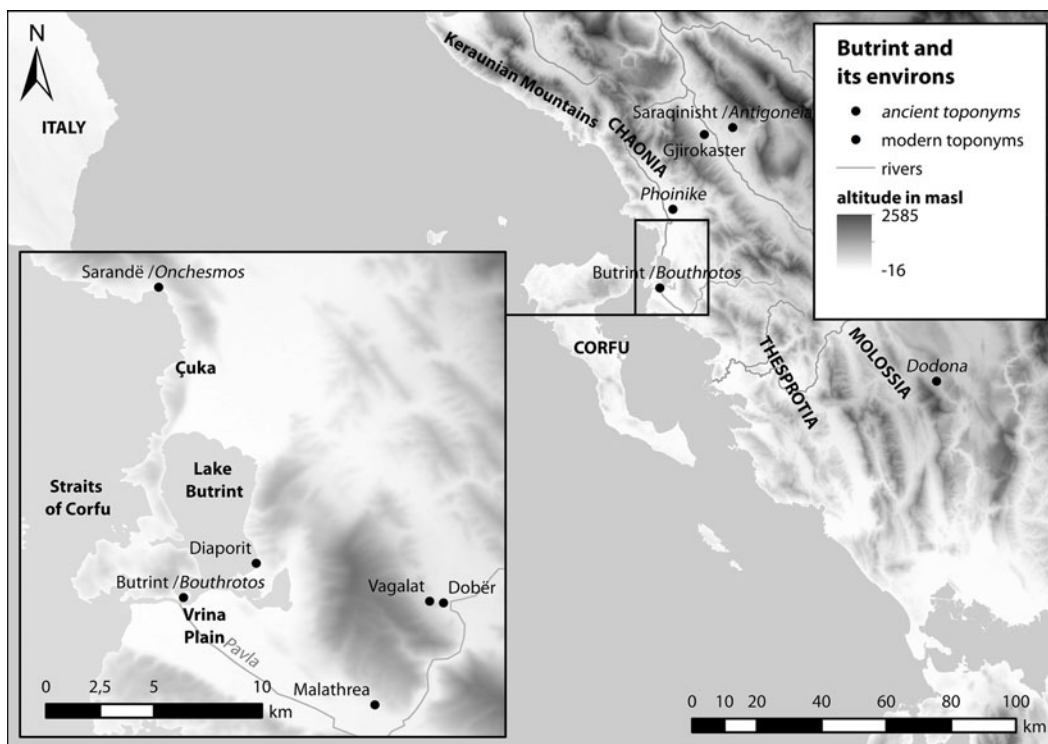 N
ITALY
Keraunian Mountains
CHAONIA
Saraqinisht /Antigoneia
Gjirokaster
Phoinike
Butrint /Bouthrotos
CORFU
THESPROTIA
MOLOSSIA
Dodona
Butrint and
its environs
ancient toponyms
modern toponyms
rivers
altitude in masl
2585
-16
Sarandë /Onchesmos
Çuka
Lake
Butrint
Straits
of Corfu
Diaporit
Butrint /Bouthrotos
Vrina
Plain
Pavla
Vagalat
Dobër
Malathrea
0 2,5 5 10
km
0 10 20 40 60 80 100
km